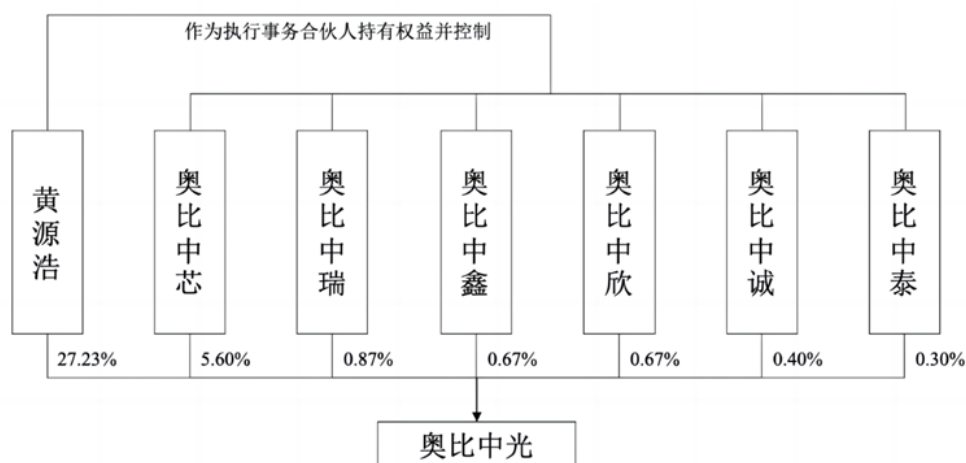 作为执行事务合伙人持有权益并控制
黄源浩
奥比中芯
奥比中瑞
奥比中鑫
奥比中欣
奥比中诚
奥比中泰
27.23%
5.60%
0.87%
0.67%
0.67%
0.40%
0.30%
奥比中光